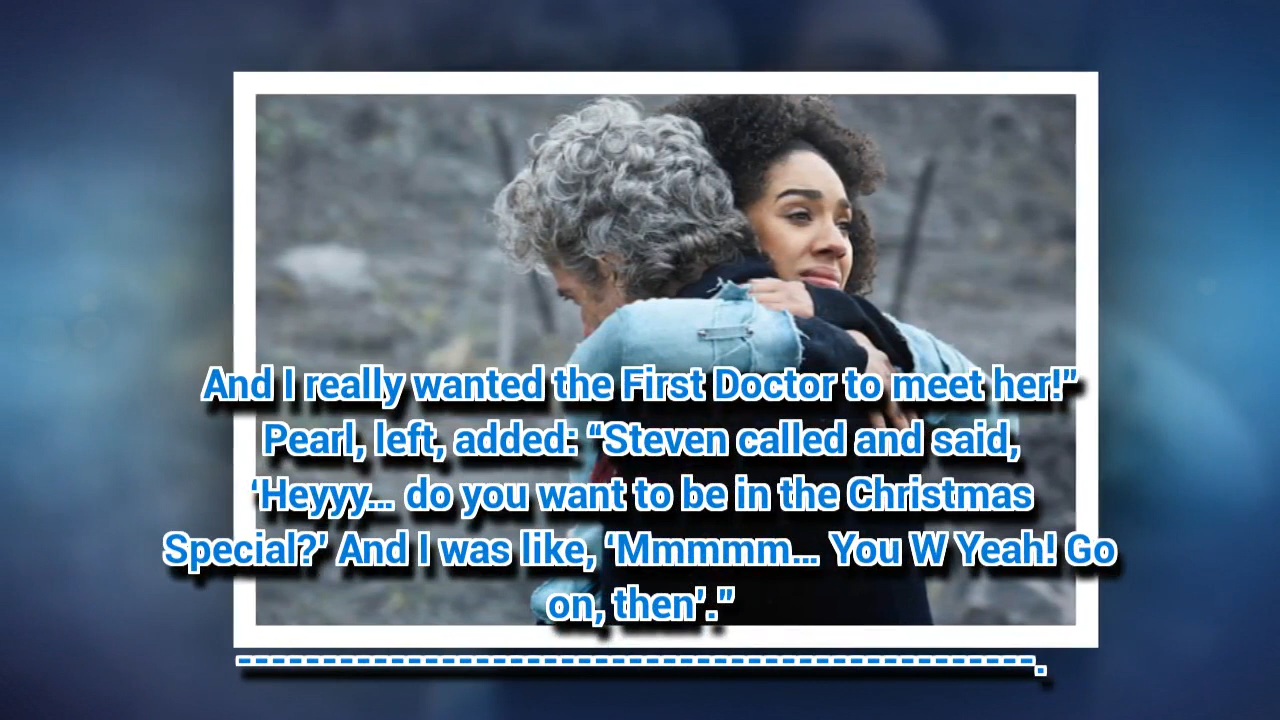 And I really wanted the First Doctor to meet her!”
Pearl, left, added: “Steven called and said,
‘Heyyy… do you want to be in the Christmas
Special?’ And I was like, ‘Mmmmm… You W Yeah! Go
on, then’.”
------------------------------------------------.